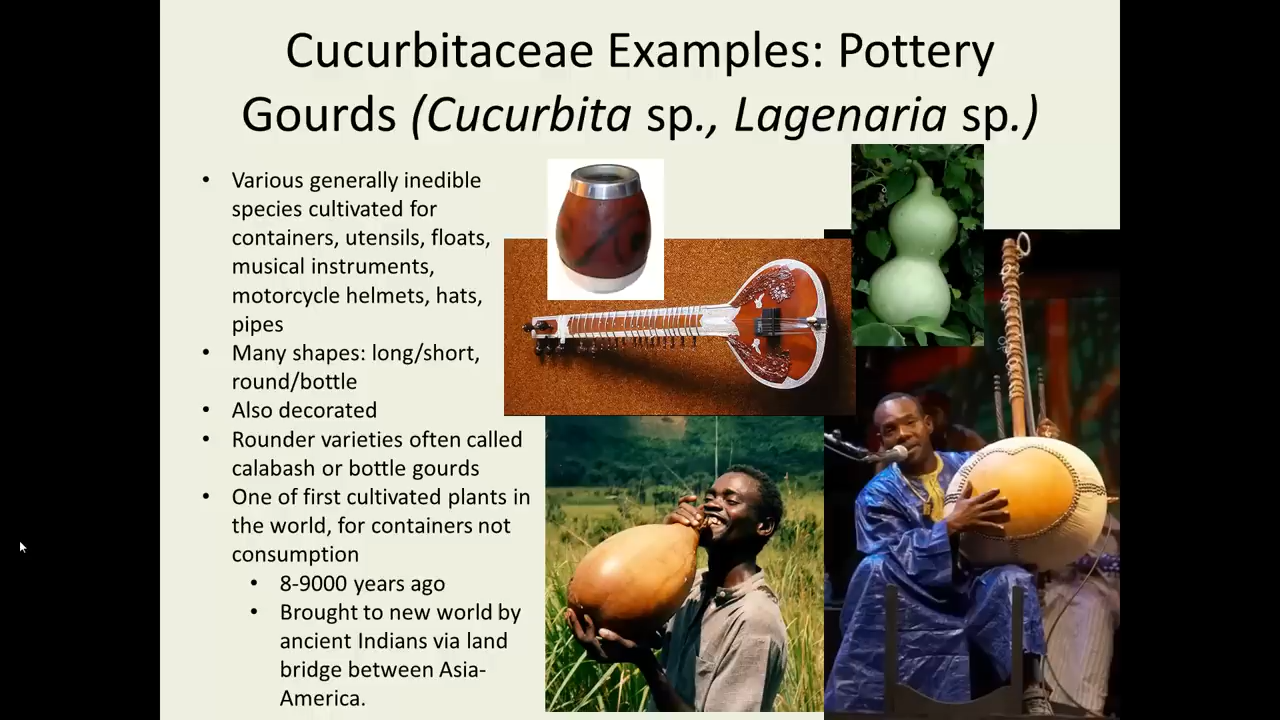 Cucurbitaceae Examples: Pottery
Gourds (Cucurbita sp., Lagenaria sp.)
• Various generally inedible
species cultivated for
containers, utensils, floats,
musical instruments,
motorcycle helmets, hats,
pipes
• Many shapes: long/short,
round/bottle
• Also decorated
• Rounder varieties often called
calabash or bottle gourds
• One of first cultivated plants in
the world, for containers not
consumption
• 8-9000 years ago
• Brought to new world by
ancient Indians via land
bridge between Asia-
America.